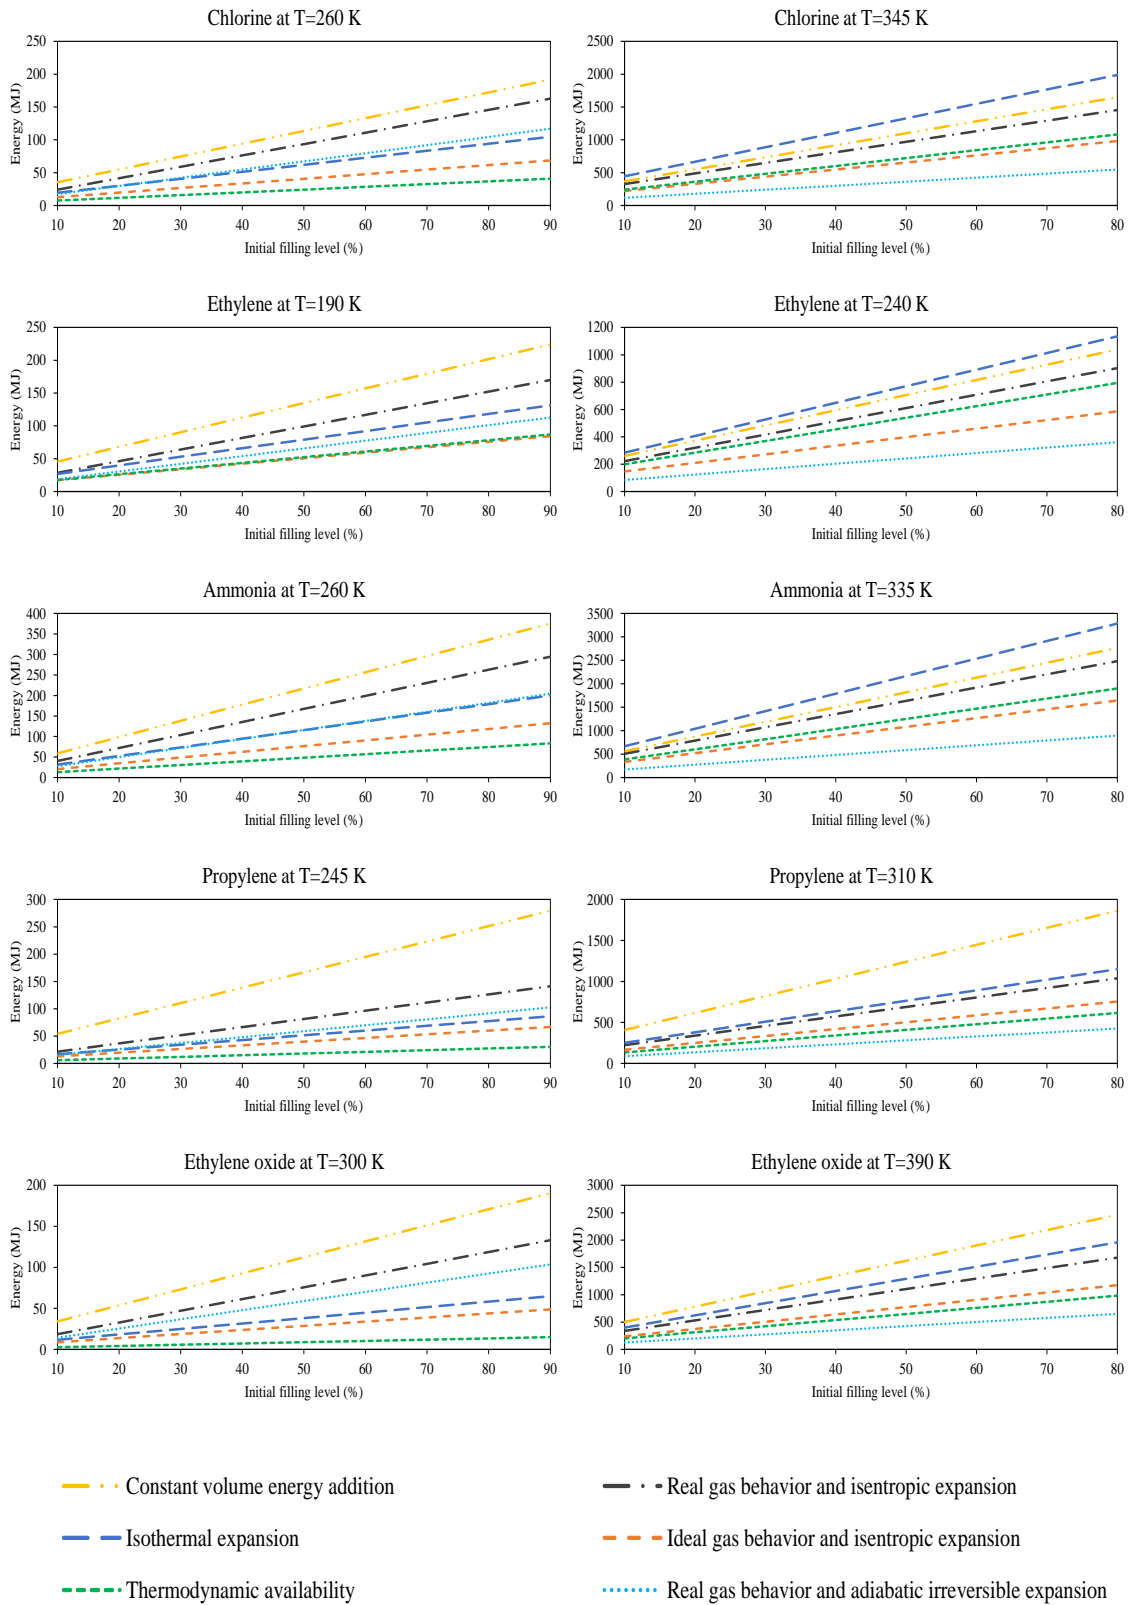 Chlorine at T=260 K
Energy (MJ)
250
200
150
100
50
0
10 20 30 40 50 60 70 80 90
Initial filling level (%)
Chlorine at T=345 K
Energy (MJ)
2500
2000
1500
1000
500
0
10 20 30 40 50 60 70 80
Initial filling level (%)
Ethylene at T=190 K
Energy (MJ)
250
200
150
100
50
0
10 20 30 40 50 60 70 80 90
Initial filling level (%)
Ethylene at T=240 K
Energy (MJ)
1200
1000
800
600
400
200
0
10 20 30 40 50 60 70 80
Initial filling level (%)
Ammonia at T=260 K
Energy (MJ)
400
350
300
250
200
150
100
50
0
10 20 30 40 50 60 70 80 90
Initial filling level (%)
Ammonia at T=335 K
Energy (MJ)
3500
3000
2500
2000
1500
1000
500
0
10 20 30 40 50 60 70 80
Initial filling level (%)
Propylene at T=245 K
Energy (MJ)
300
250
200
150
100
50
0
10 20 30 40 50 60 70 80 90
Initial filling level (%)
Propylene at T=310 K
Energy (MJ)
2000
1500
1000
500
0
10 20 30 40 50 60 70 80
Initial filling level (%)
Ethylene oxide at T=300 K
Energy (MJ)
200
150
100
50
0
10 20 30 40 50 60 70 80 90
Initial filling level (%)
Ethylene oxide at T=390 K
Energy (MJ)
3000
2500
2000
1500
1000
500
0
10 20 30 40 50 60 70 80
Initial filling level (%)
Constant volume energy addition
Real gas behavior and isentropic expansion
Isothermal expansion
Ideal gas behavior and isentropic expansion
Thermodynamic availability
Real gas behavior and adiabatic irreversible expansion